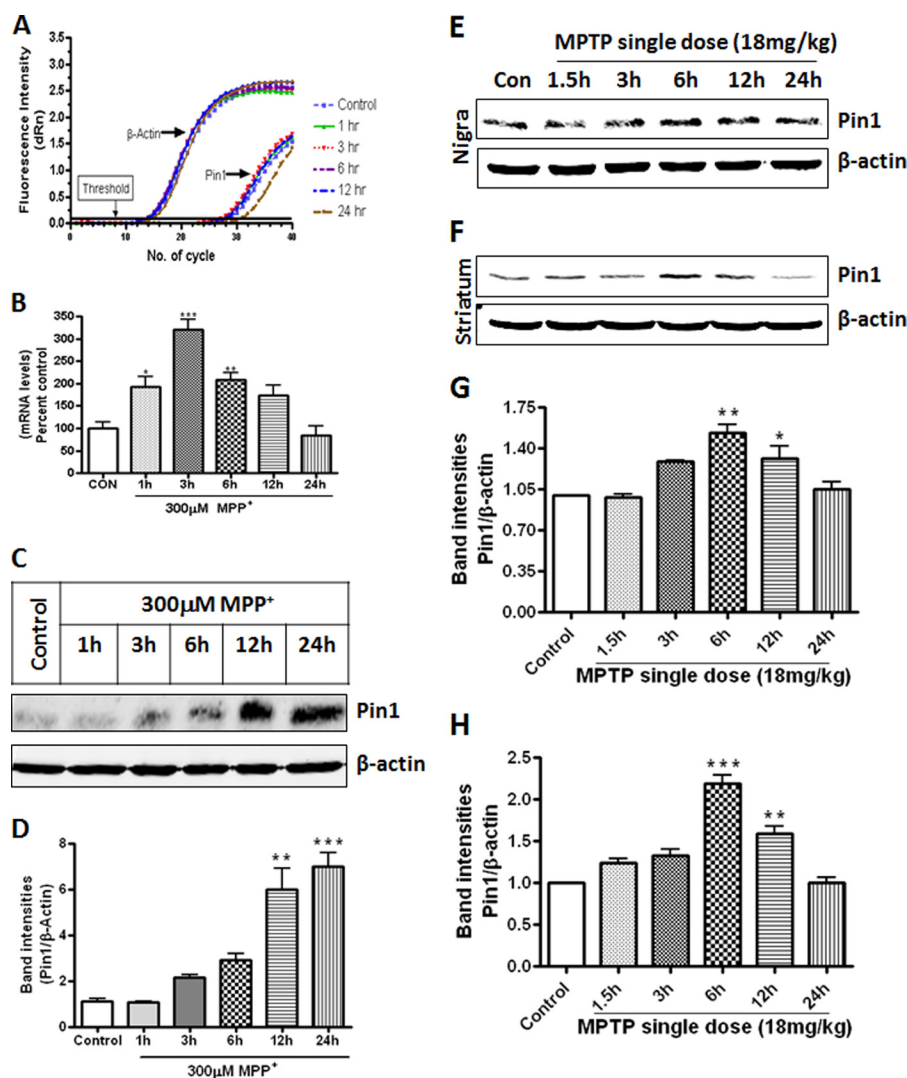 A
Fluorescence Intensity
(dRn)
3.0
2.5
2.0
1.5
1.0
0.5
0.0
β-Actin
Pin1
Threshold
0 10 20 30 40
No. of cycle
Control
1 hr
3 hr
6 hr
12 hr
24 hr
B
(mRNA levels)
Percent control
350
300
250
200
150
100
50
0
*
***
**
CON 1h 3h 6h 12h 24h
300µM MPP⁺
C
Control
300µM MPP⁺
1h 3h 6h 12h 24h
Pin1
β-actin
D
Band intensities
(Pin1/β-Actin)
8
6
4
2
0
**
***
Control 1h 3h 6h 12h 24h
300µM MPP⁺
E
MPTP single dose (18mg/kg)
Con 1.5h 3h 6h 12h 24h
Nigra
Pin1
β-actin
F
Striatum
Pin1
β-actin
G
Band intensities
Pin1/β-actin
1.75
1.40
1.05
0.70
0.35
0.00
**
*
Control 1.5h 3h 6h 12h 24h
MPTP single dose (18mg/kg)
H
Band intensities
Pin1/β-actin
2.5
2.0
1.5
1.0
0.5
0.0
***
**
Control 1.5h 3h 6h 12h 24h
MPTP single dose (18mg/kg)